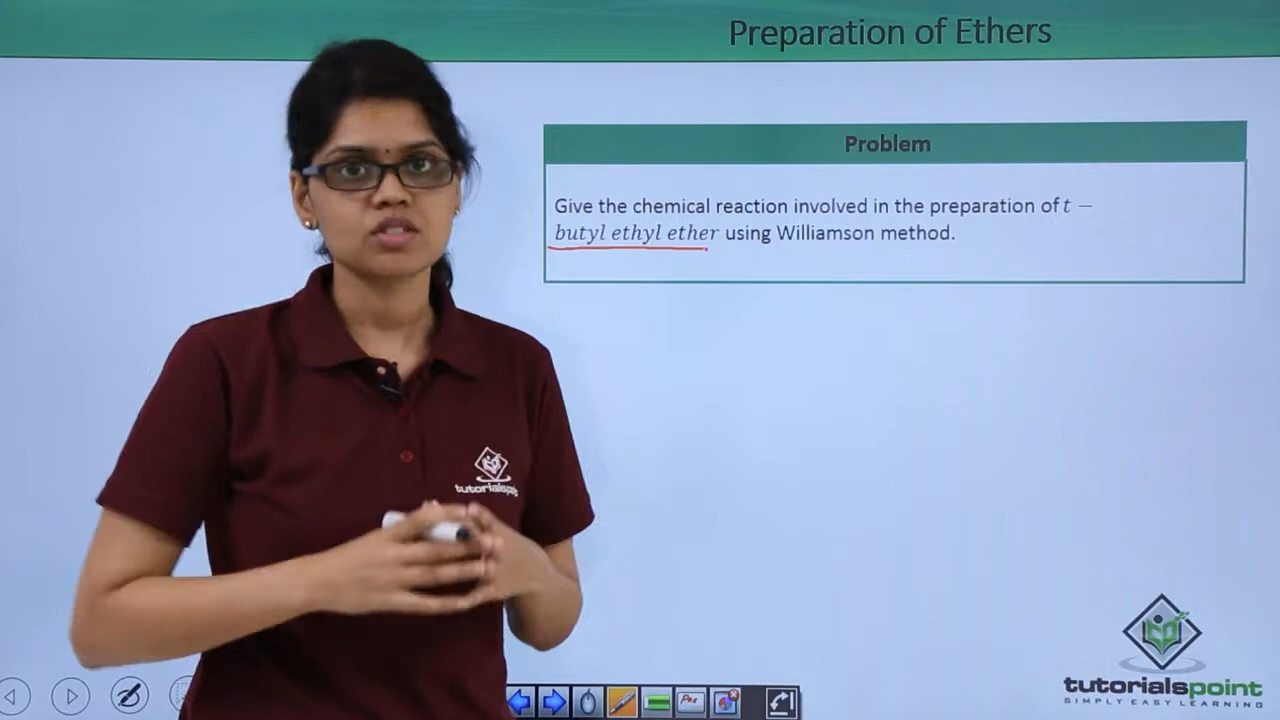 Preparation of Ethers
Problem
Give the chemical reaction involved in the preparation of t –
butyl ethyl ether using Williamson method.
tutorialspoint
SIMPLY EASY LEARNING
Pen